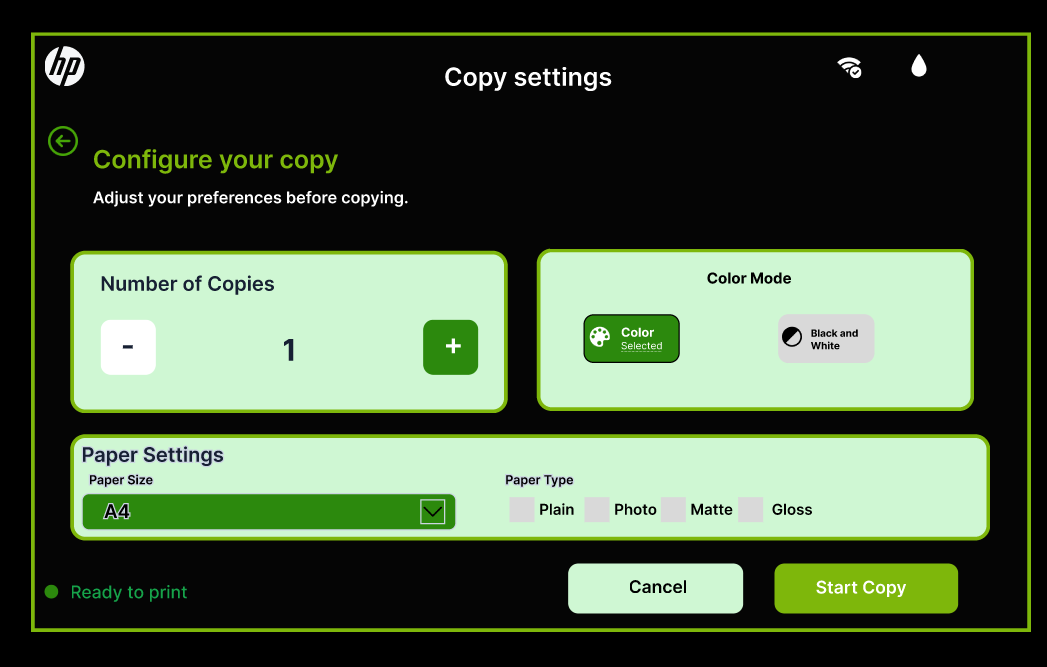 hp
Copy settings
Configure your copy
Adjust your preferences before copying.
Number of Copies
-
1
+
Color Mode
Color
Selected
Black and
White
Paper Settings
Paper Size
A4
Paper Type
Plain
Photo
Matte
Gloss
Ready to print
Cancel
Start Copy